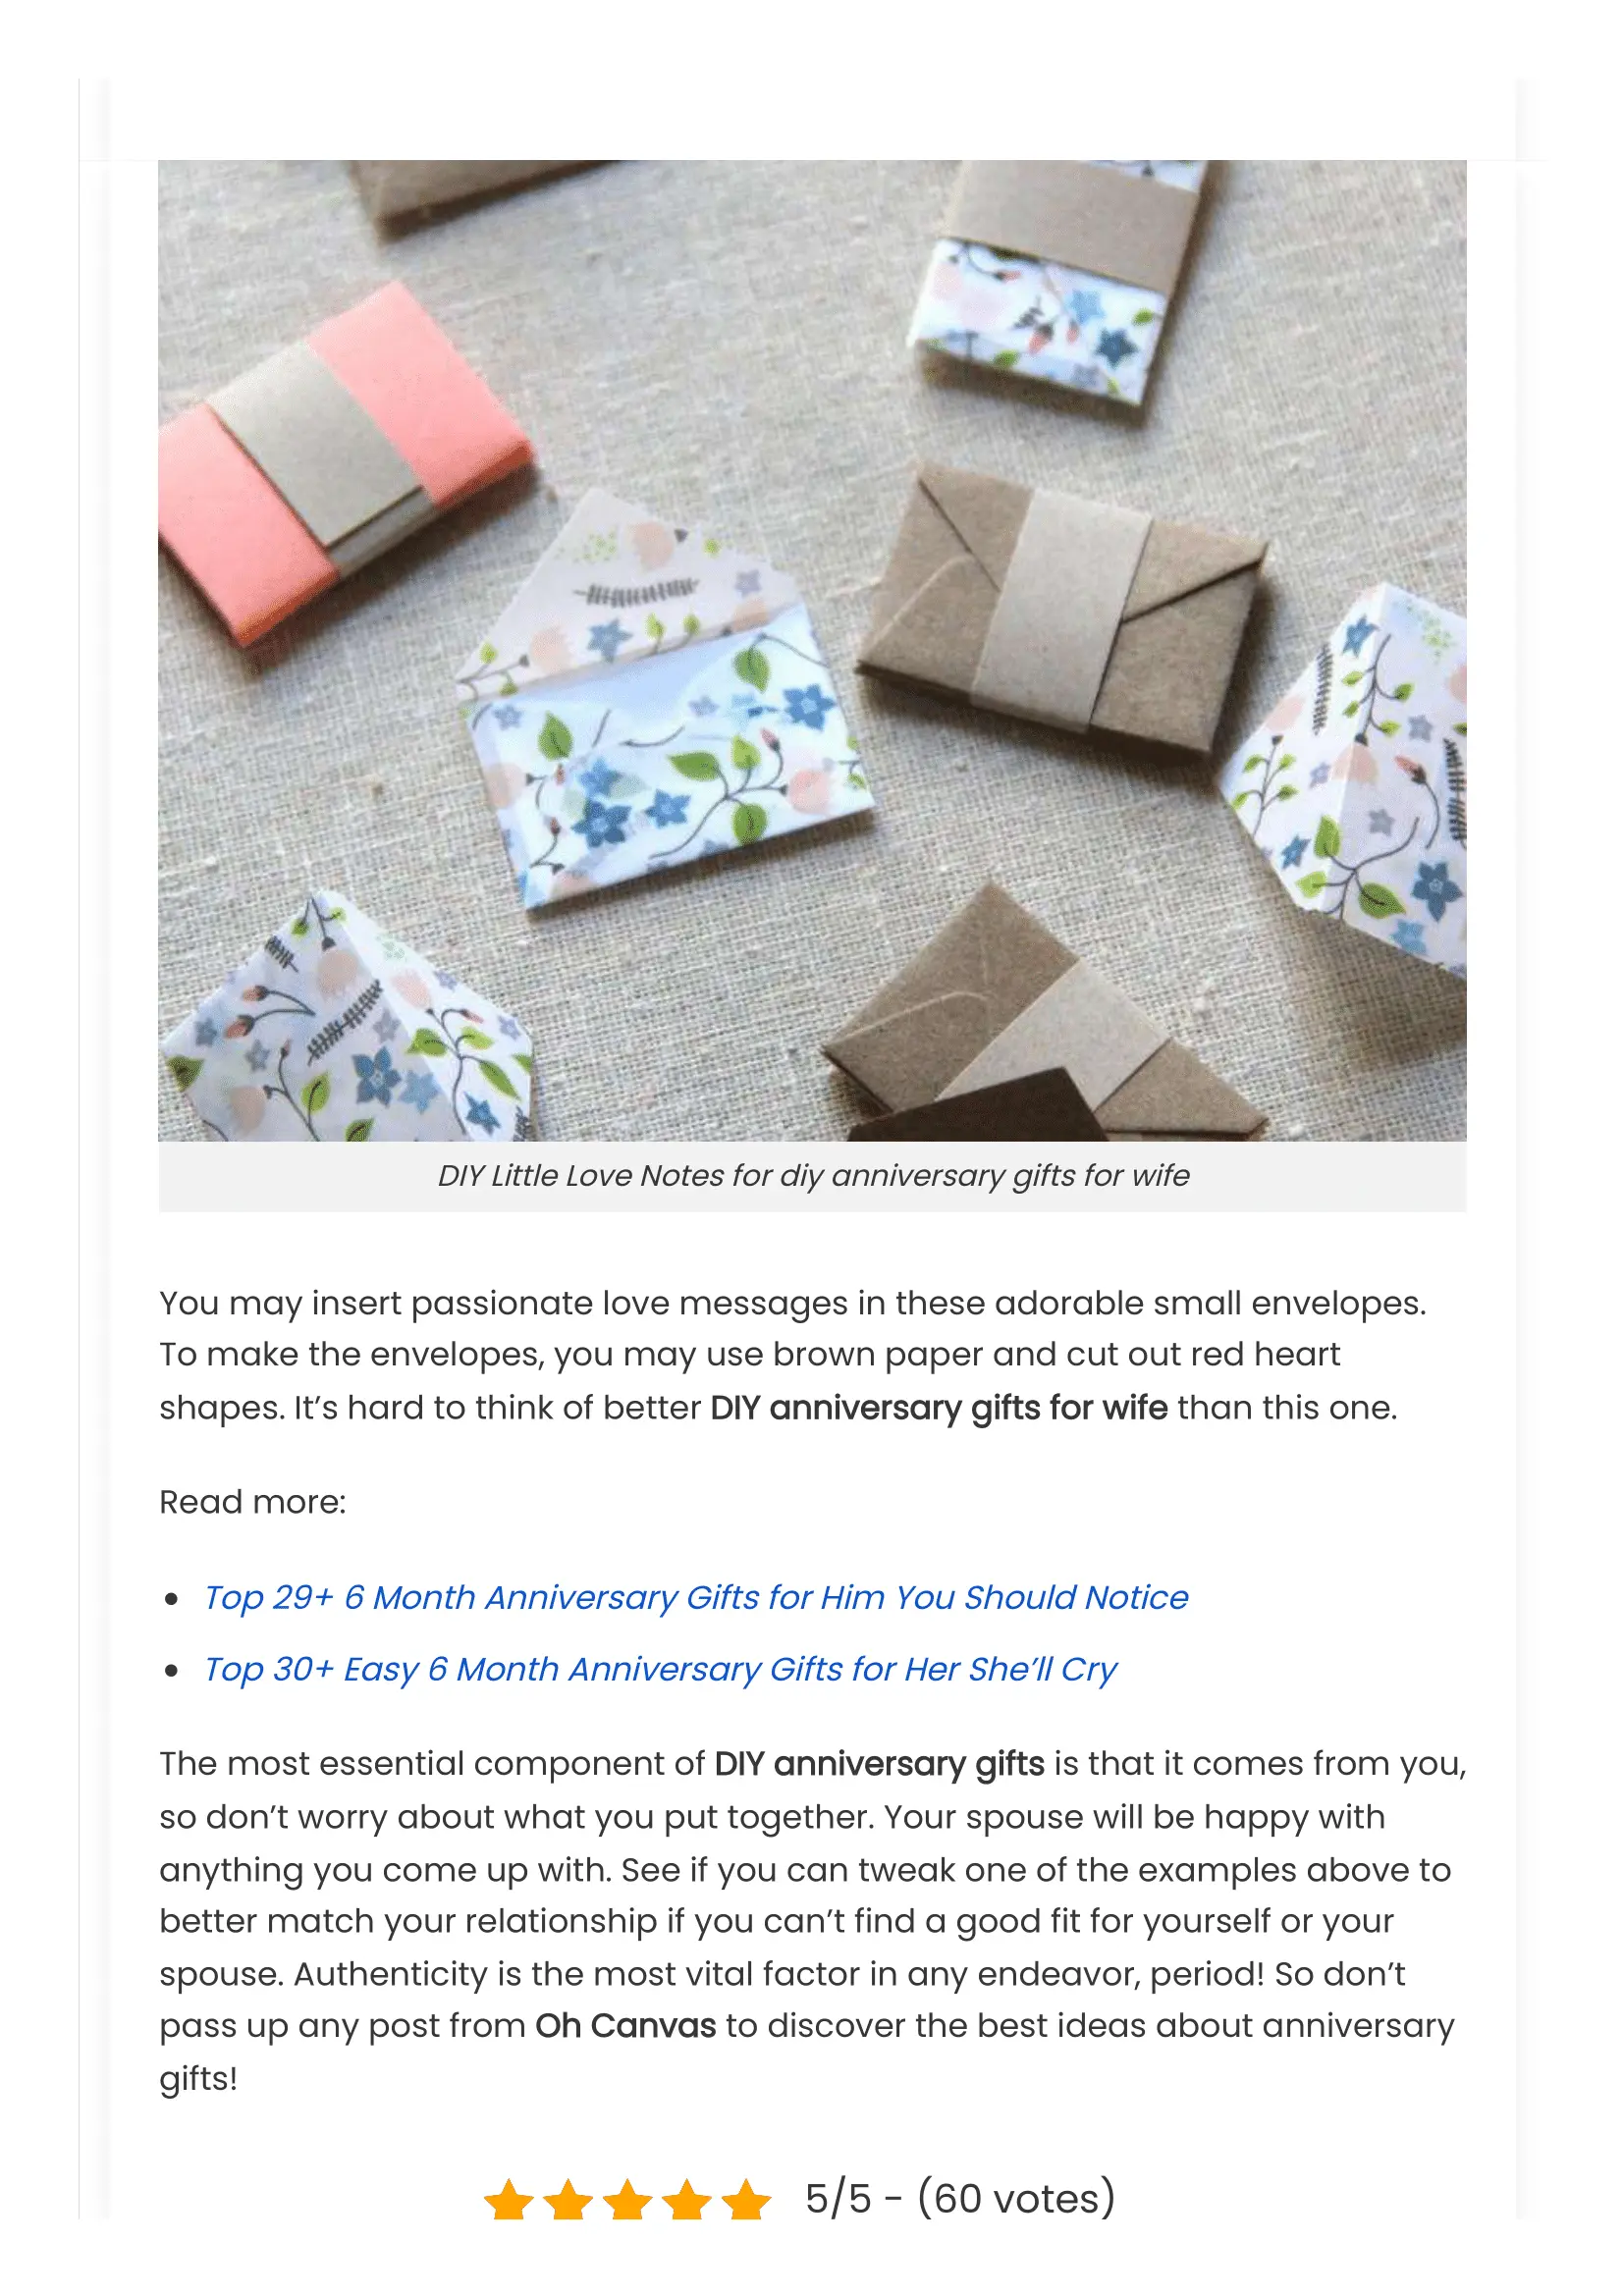 DIY Little Love Notes for diy anniversary gifts for wife
You may insert passionate love messages in these adorable small envelopes.
To make the envelopes, you may use brown paper and cut out red heart
shapes. It’s hard to think of better DIY anniversary gifts for wife than this one.
Read more:
Top 29+ 6 Month Anniversary Gifts for Him You Should Notice
Top 30+ Easy 6 Month Anniversary Gifts for Her She’ll Cry
The most essential component of DIY anniversary gifts is that it comes from you,
so don’t worry about what you put together. Your spouse will be happy with
anything you come up with. See if you can tweak one of the examples above to
better match your relationship if you can’t find a good fit for yourself or your
spouse. Authenticity is the most vital factor in any endeavor, period! So don’t
pass up any post from Oh Canvas to discover the best ideas about anniversary
gifts!
5/5 - (60 votes)